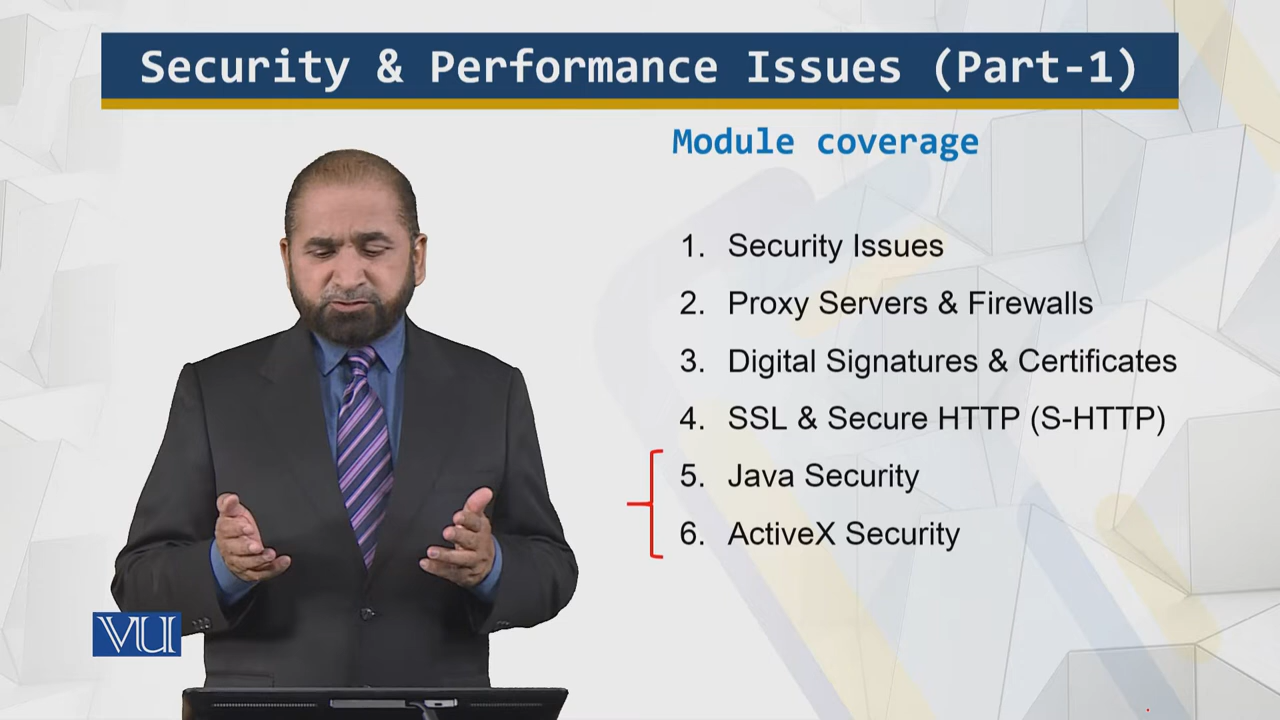 Security & Performance Issues (Part-1)
Module coverage
1. Security Issues
2. Proxy Servers & Firewalls
3. Digital Signatures & Certificates
4. SSL & Secure HTTP (S-HTTP)
5. Java Security
6. ActiveX Security
VU